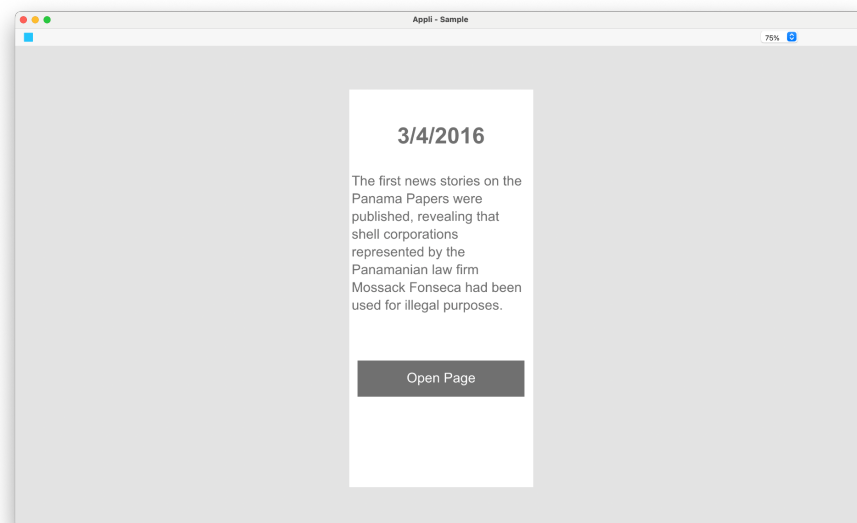 Appli - Sample
75%
3/4/2016
The first news stories on the
Panama Papers were
published, revealing that
shell corporations
represented by the
Panamanian law firm
Mossack Fonseca had been
used for illegal purposes.
Open Page